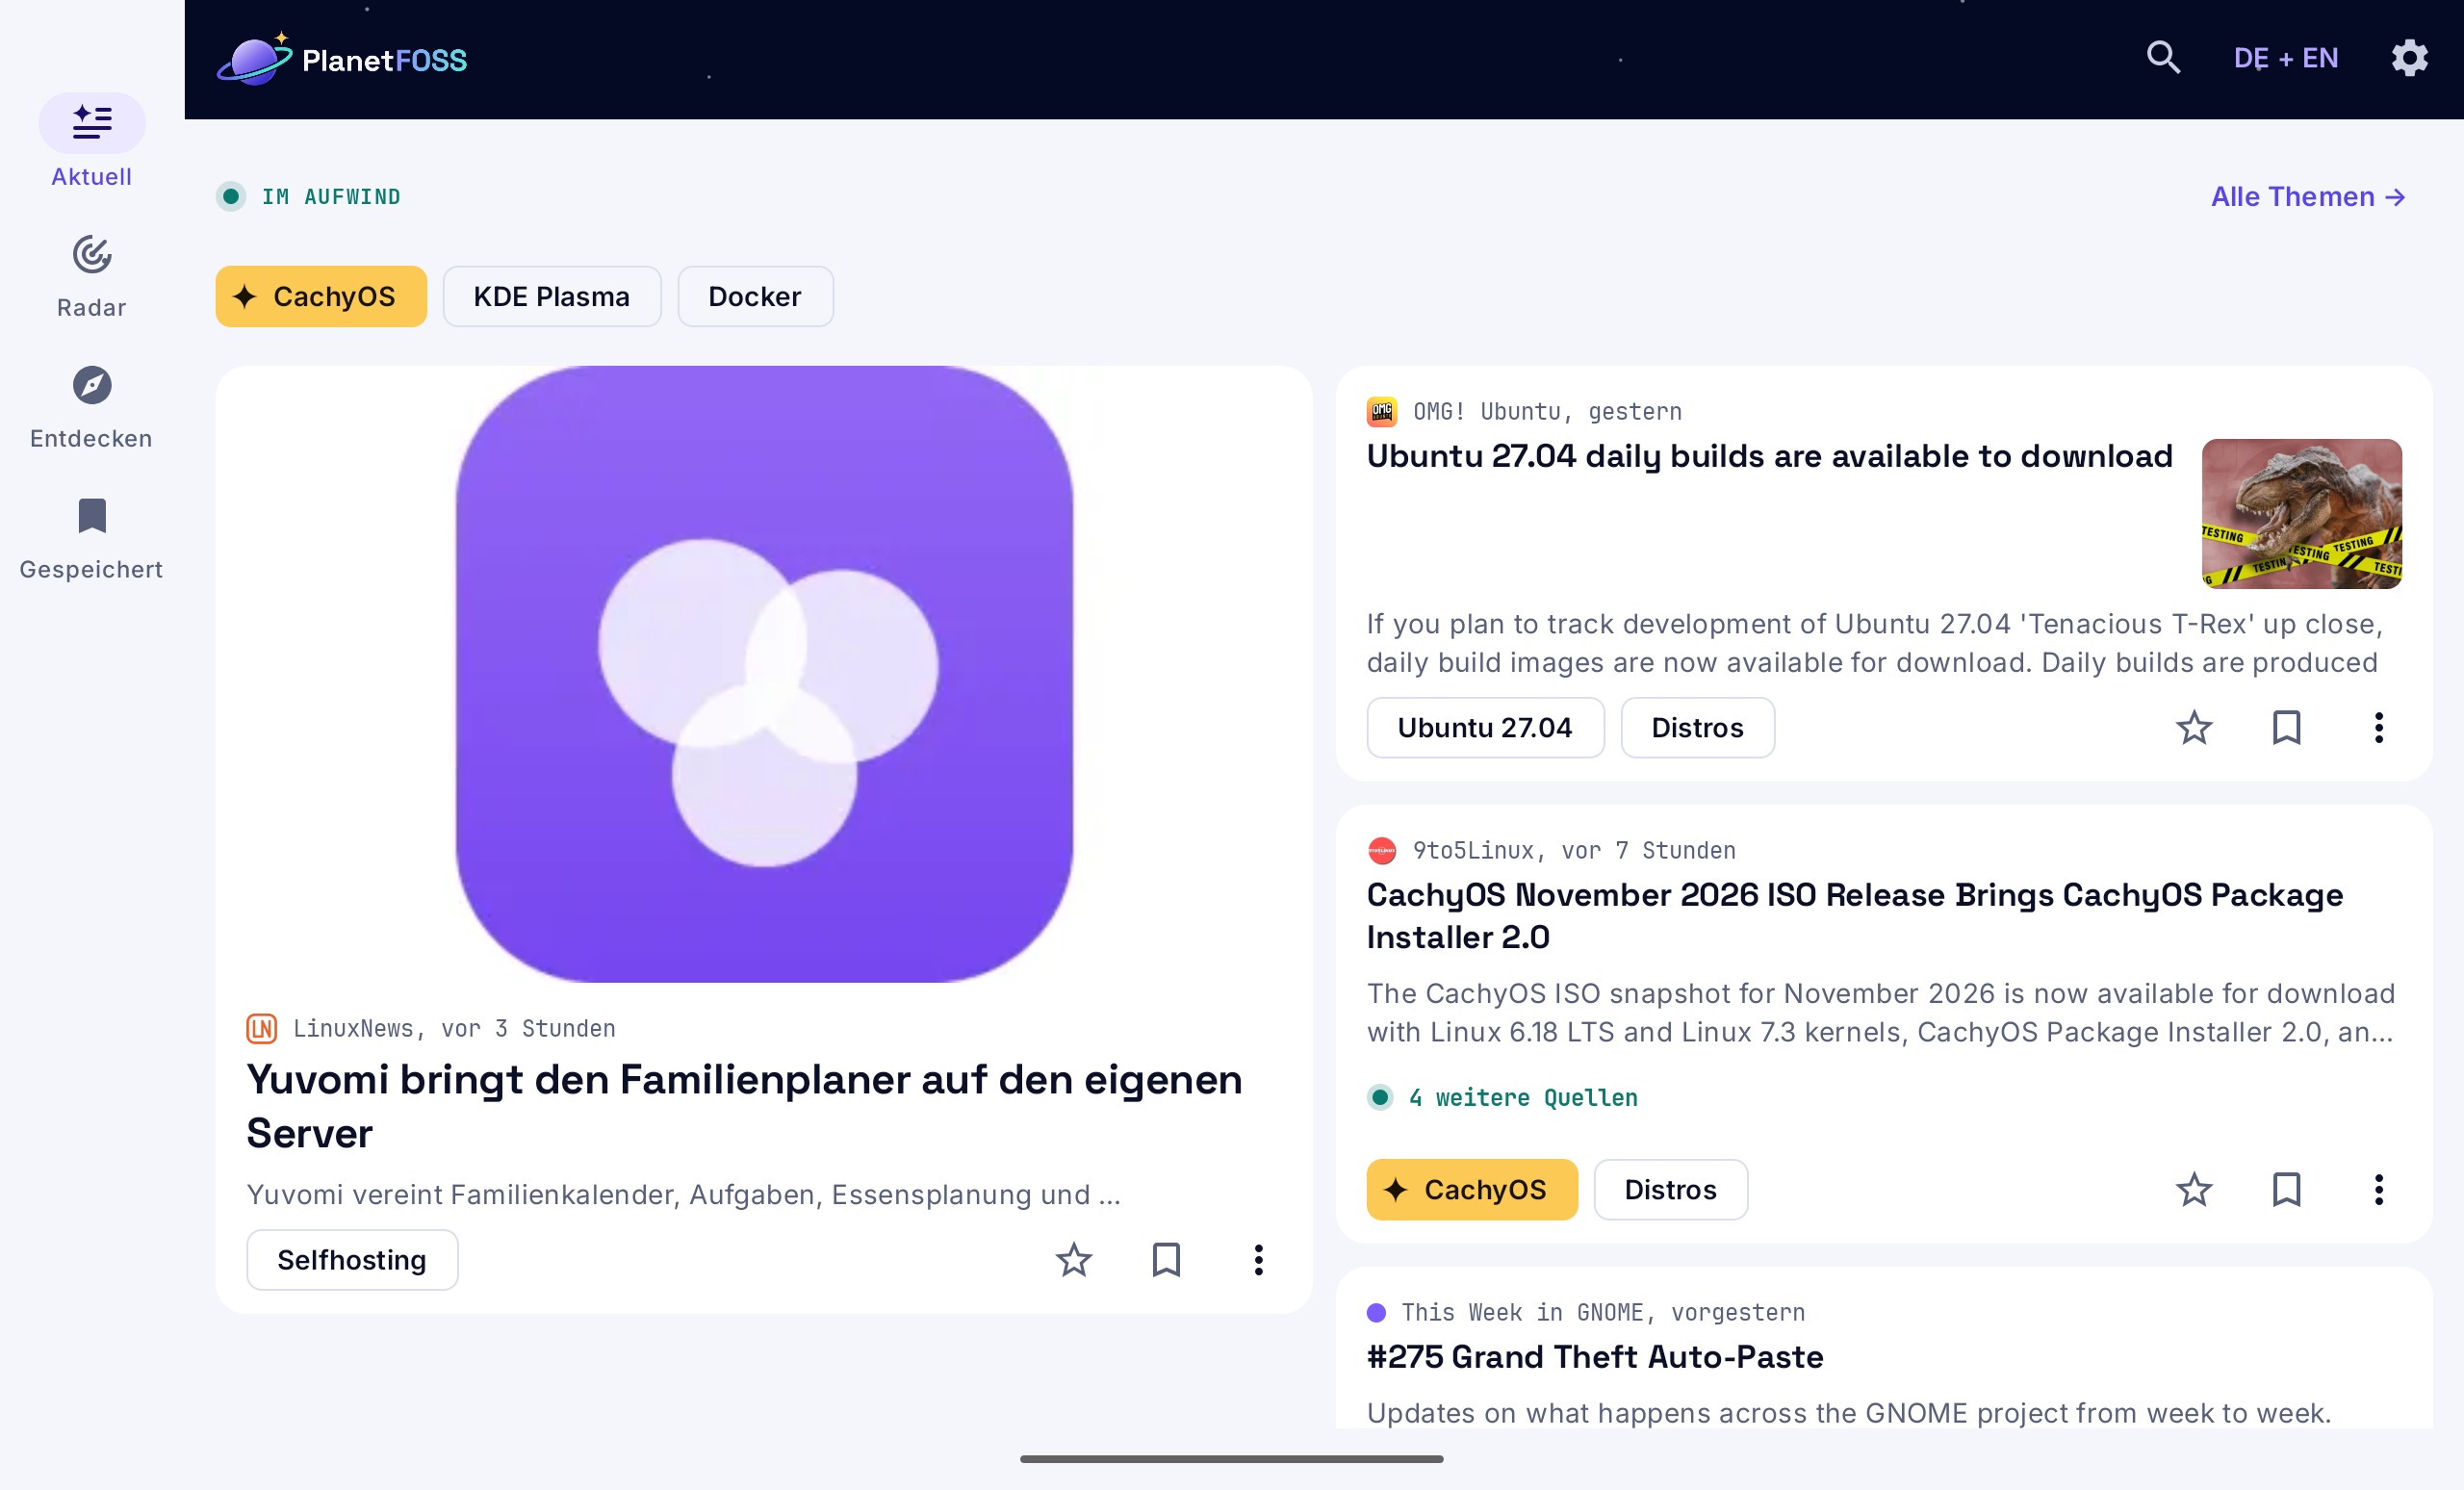 PlanetFOSS
DE + EN
Aktuell
Radar
Entdecken
Gespeichert
IM AUFWIND
Alle Themen →
CachyOS
KDE Plasma
Docker
LN
LinuxNews, vor 3 Stunden
Yuvomi bringt den Familienplaner auf den eigenen
Server
Yuvomi vereint Familienkalender, Aufgaben, Essensplanung und ...
Selfhosting
OMG! Ubuntu, gestern
Ubuntu 27.04 daily builds are available to download
TESTING
TESTING
TESTING
If you plan to track development of Ubuntu 27.04 'Tenacious T-Rex' up close,
daily build images are now available for download. Daily builds are produced
Ubuntu 27.04
Distros
9to5Linux, vor 7 Stunden
CachyOS November 2026 ISO Release Brings CachyOS Package
Installer 2.0
The CachyOS ISO snapshot for November 2026 is now available for download
with Linux 6.18 LTS and Linux 7.3 kernels, CachyOS Package Installer 2.0, an...
4 weitere Quellen
CachyOS
Distros
This Week in GNOME, vorgestern
#275 Grand Theft Auto-Paste
Updates on what happens across the GNOME project from week to week.